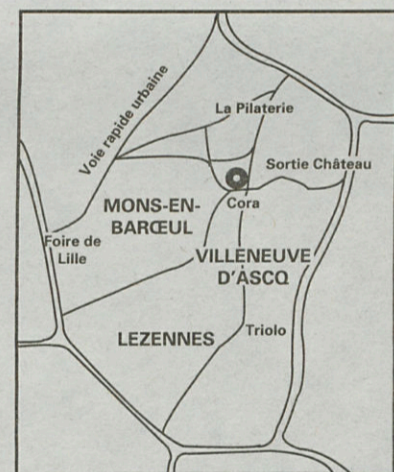 Voie rapide urbaine
La Pilaterie
Sortie Château
Cora
MONS-EN-
BARŒUL
Foire de
Lille
VILLENEUVE
D'ASCQ
LEZENNES
Triolo